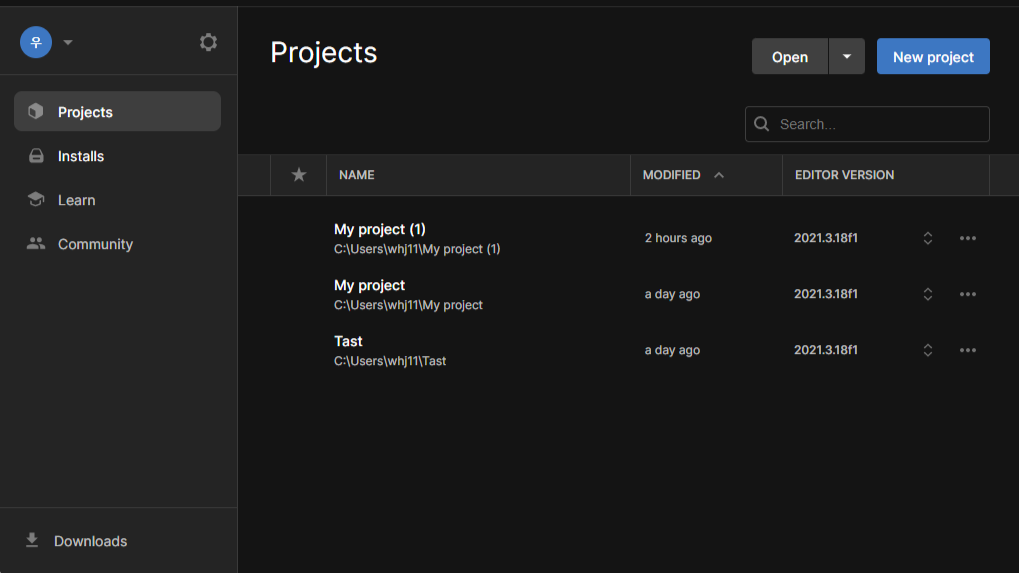 우
Projects
Open
New project
Projects
Installs
Learn
Community
Search...
NAME
MODIFIED
EDITOR VERSION
My project (1)
C:\Users\whj11\My project (1)
2 hours ago
2021.3.18f1
My project
C:\Users\whj11\My project
a day ago
2021.3.18f1
Tast
C:\Users\whj11\Tast
a day ago
2021.3.18f1
Downloads